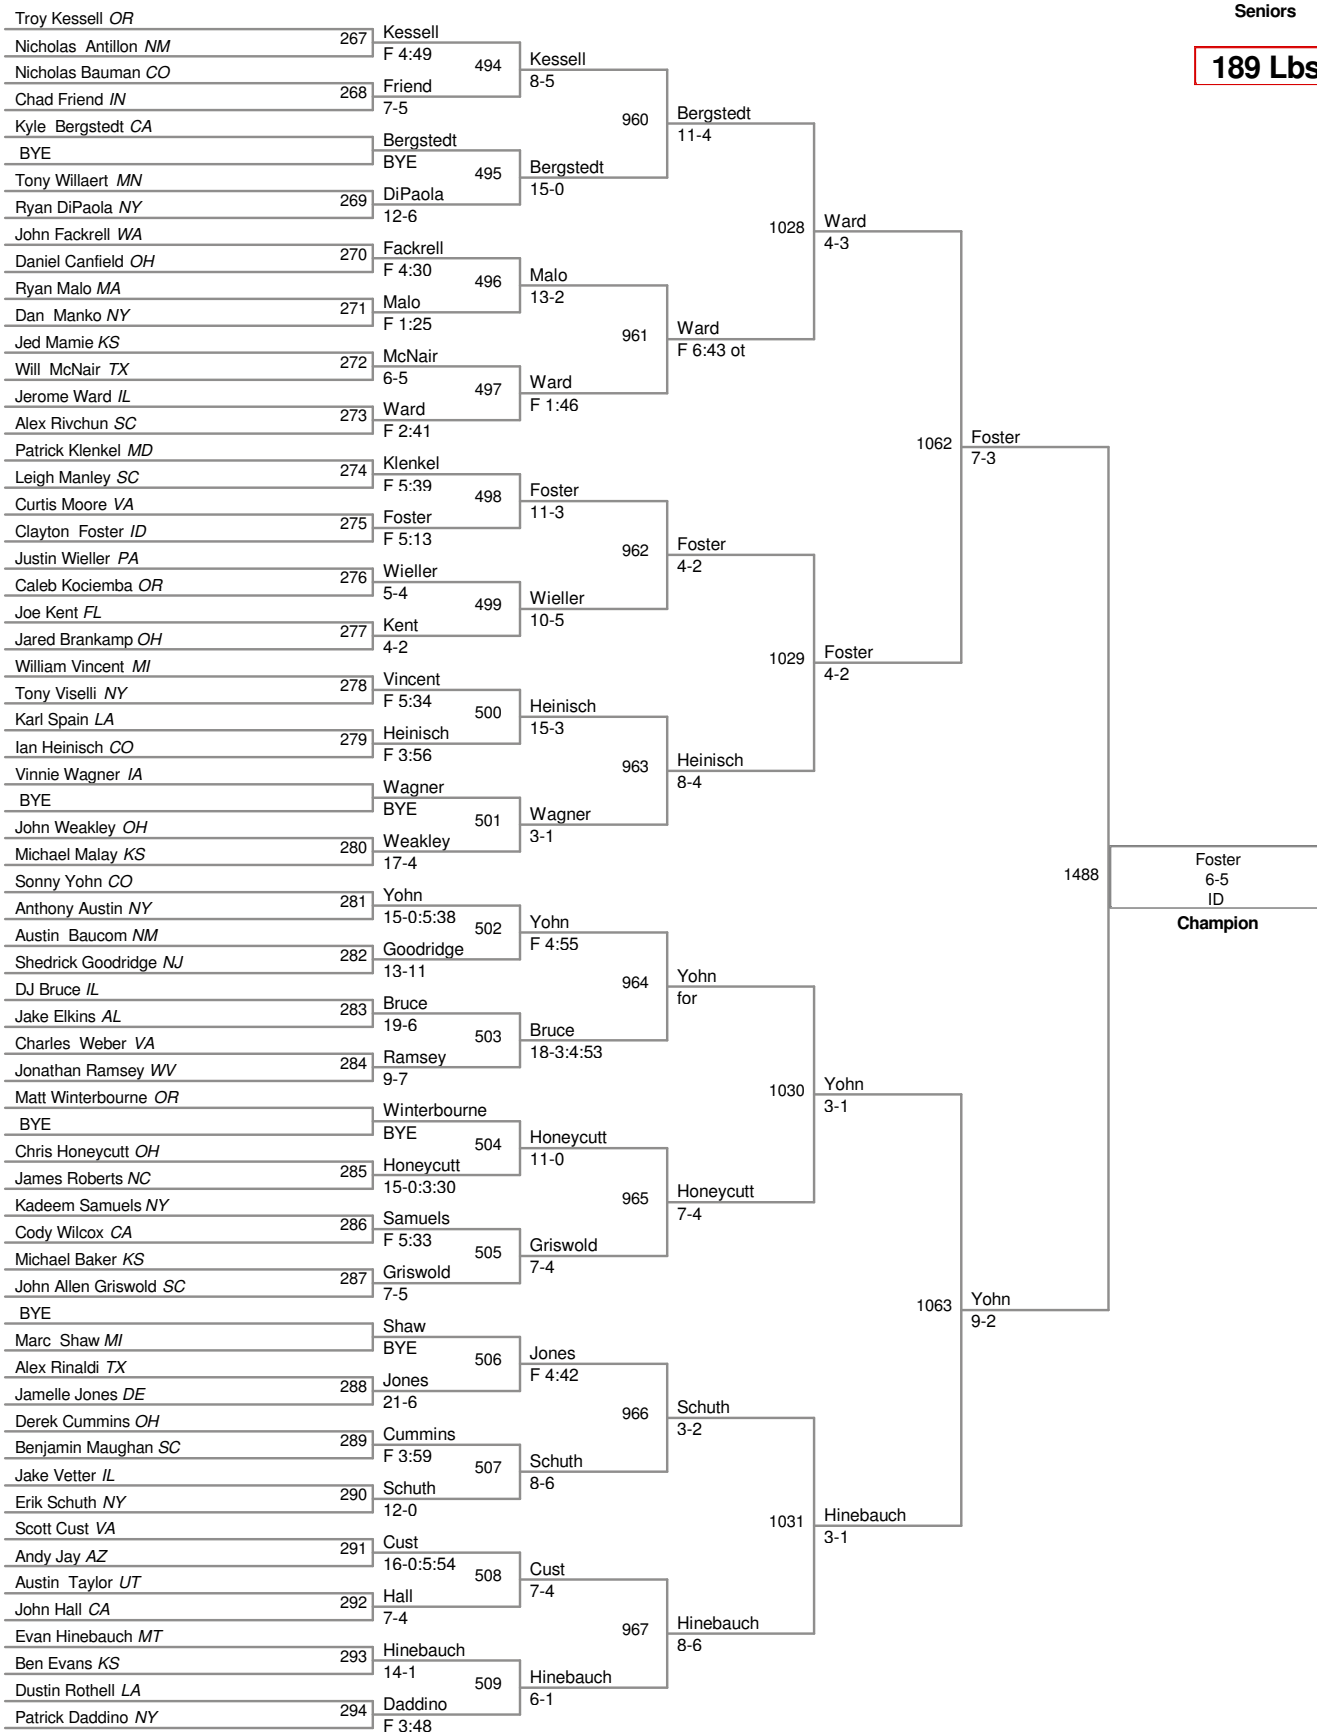 Seniors
189 Lbs
Troy Kessell OR
Nicholas Antillon NM
Nicholas Bauman CO
Chad Friend IN
Kyle Bergstedt CA
BYE
Tony Willaert MN
Ryan DiPaola NY
John Fackrell WA
Daniel Canfield OH
Ryan Malo MA
Dan Manko NY
Jed Mamie KS
Will McNair TX
Jerome Ward IL
Alex Rivchun SC
Patrick Klenkel MD
Leigh Manley SC
Curtis Moore VA
Clayton Foster ID
Justin Wieller PA
Caleb Kociemba OR
Joe Kent FL
Jared Brankamp OH
William Vincent MI
Tony Viselli NY
Karl Spain LA
Ian Heinisch CO
Vinnie Wagner IA
BYE
John Weakley OH
Michael Malay KS
Sonny Yohn CO
Anthony Austin NY
Austin Baucom NM
Shedrick Goodridge NJ
DJ Bruce IL
Jake Elkins AL
Charles Weber VA
Jonathan Ramsey WV
Matt Winterbourne OR
BYE
Chris Honeycutt OH
James Roberts NC
Kadeem Samuels NY
Cody Wilcox CA
Michael Baker KS
John Allen Griswold SC
BYE
Marc Shaw MI
Alex Rinaldi TX
Jamelle Jones DE
Derek Cummins OH
Benjamin Maughan SC
Jake Vetter IL
Erik Schuth NY
Scott Cust VA
Andy Jay AZ
Austin Taylor UT
John Hall CA
Evan Hinebauch MT
Ben Evans KS
Dustin Rothell LA
Patrick Daddino NY
267 Kessell
F 4:49
268 Friend
7-5
Bergstedt
BYE
269 DiPaola
12-6
270 Fackrell
F 4:30
271 Malo
F 1:25
272 McNair
6-5
273 Ward
F 2:41
274 Klenkel
F 5:39
275 Foster
F 5:13
276 Wieller
5-4
277 Kent
4-2
278 Vincent
F 5:34
279 Heinisch
F 3:56
Wagner
BYE
280 Weakley
17-4
281 Yohn
15-0:5:38
282 Goodridge
13-11
283 Bruce
19-6
284 Ramsey
9-7
Winterbourne
BYE
285 Honeycutt
15-0:3:30
286 Samuels
F 5:33
287 Griswold
7-5
Shaw
BYE
288 Jones
21-6
289 Cummins
F 3:59
290 Schuth
12-0
291 Cust
16-0:5:54
292 Hall
7-4
293 Hinebauch
14-1
294 Daddino
F 3:48
494 Kessell
8-5
495 Bergstedt
15-0
496 Malo
13-2
497 Ward
F 1:46
498 Foster
11-3
499 Wieller
10-5
500 Heinisch
15-3
501 Wagner
3-1
502 Yohn
F 4:55
503 Bruce
18-3:4:53
504 Honeycutt
11-0
505 Griswold
7-4
506 Jones
F 4:42
507 Schuth
8-6
508 Cust
7-4
509 Hinebauch
6-1
960 Bergstedt
11-4
961 Ward
F 6:43 ot
962 Foster
4-2
963 Heinisch
8-4
964 Yohn
for
965 Honeycutt
7-4
966 Schuth
3-2
967 Hinebauch
8-6
1028 Ward
4-3
1029 Foster
4-2
1030 Yohn
3-1
1031 Hinebauch
3-1
1062 Foster
7-3
1063 Yohn
9-2
1488 Foster
6-5
ID
Champion